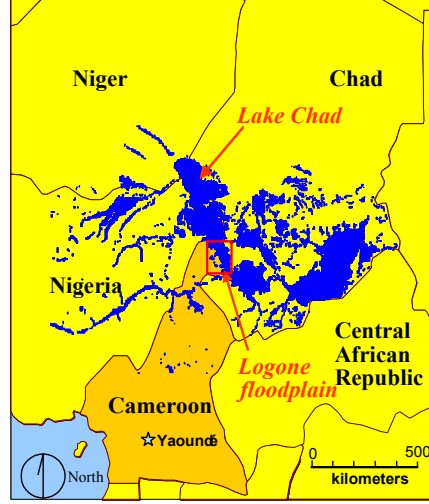 Niger
Chad
Lake Chad
Nigeria
Central
African
Republic
Logone
floodplain
Cameroon
Yaoundé
North
0
500
kilometers